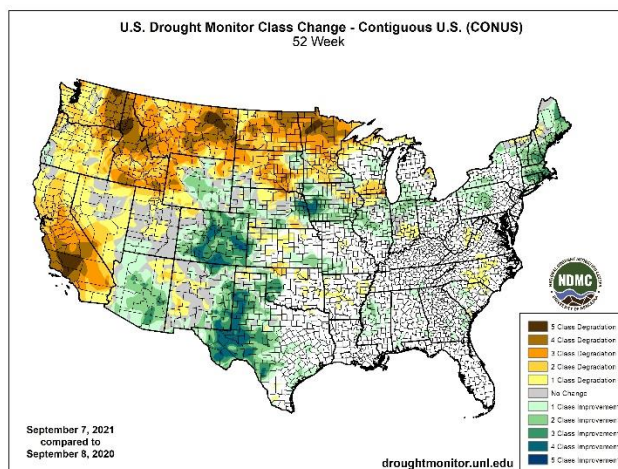 U.S. Drought Monitor Class Change - Contiguous U.S. (CONUS)
52 Week
NDMC
5 Class Degradation
4 Class Degradation
3 Class Degradation
2 Class Degradation
1 Class Degradation
No Change
1 Class Improvement
2 Class Improvement
3 Class Improvement
4 Class Improvement
5 Class Improvement
September 7, 2021
compared to
September 8, 2020
droughtmonitor.unl.edu